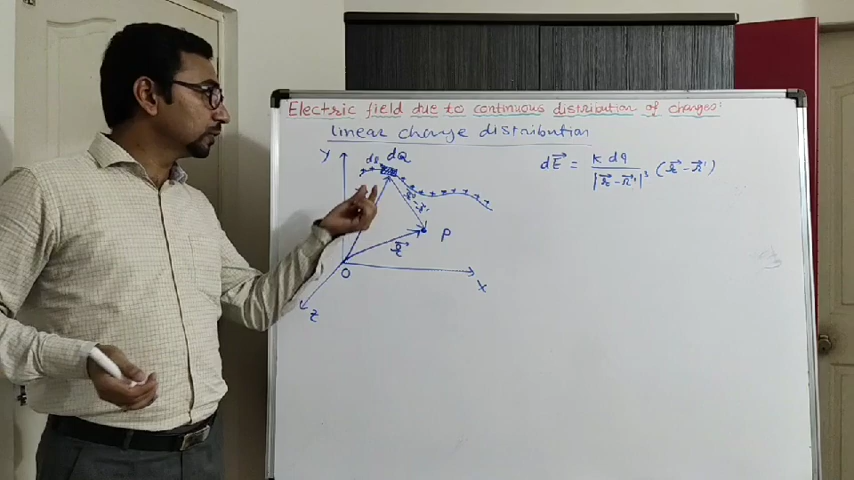 Electric field due to continuous distribution of charges:
linear charge distribution
y
dl dQ
r⃗ - r⃗'
P
r⃗
O
x
z
dE⃗ = K dq / |r⃗ - r⃗'|³ (r⃗ - r⃗')